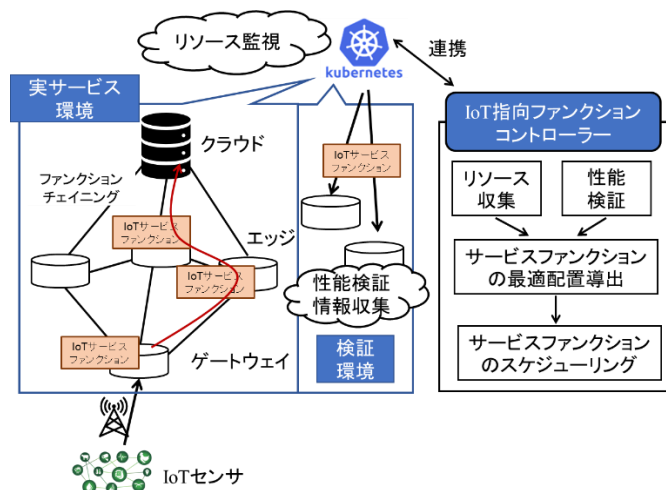 リソース監視
kubernetes
連携
実サービス
環境
クラウド
ファンクション
チェイニング
IoTサービス
ファンクション
エッジ
IoTサービス
ファンクション
IoTサービス
ファンクション
ゲートウェイ
IoTセンサ
IoTサービス
ファンクション
性能検証
情報収集
検証
環境
IoT指向ファンクション
コントローラー
リソース
収集
性能
検証
サービスファンクション
の最適配置導出
サービスファンクション
のスケジューリング